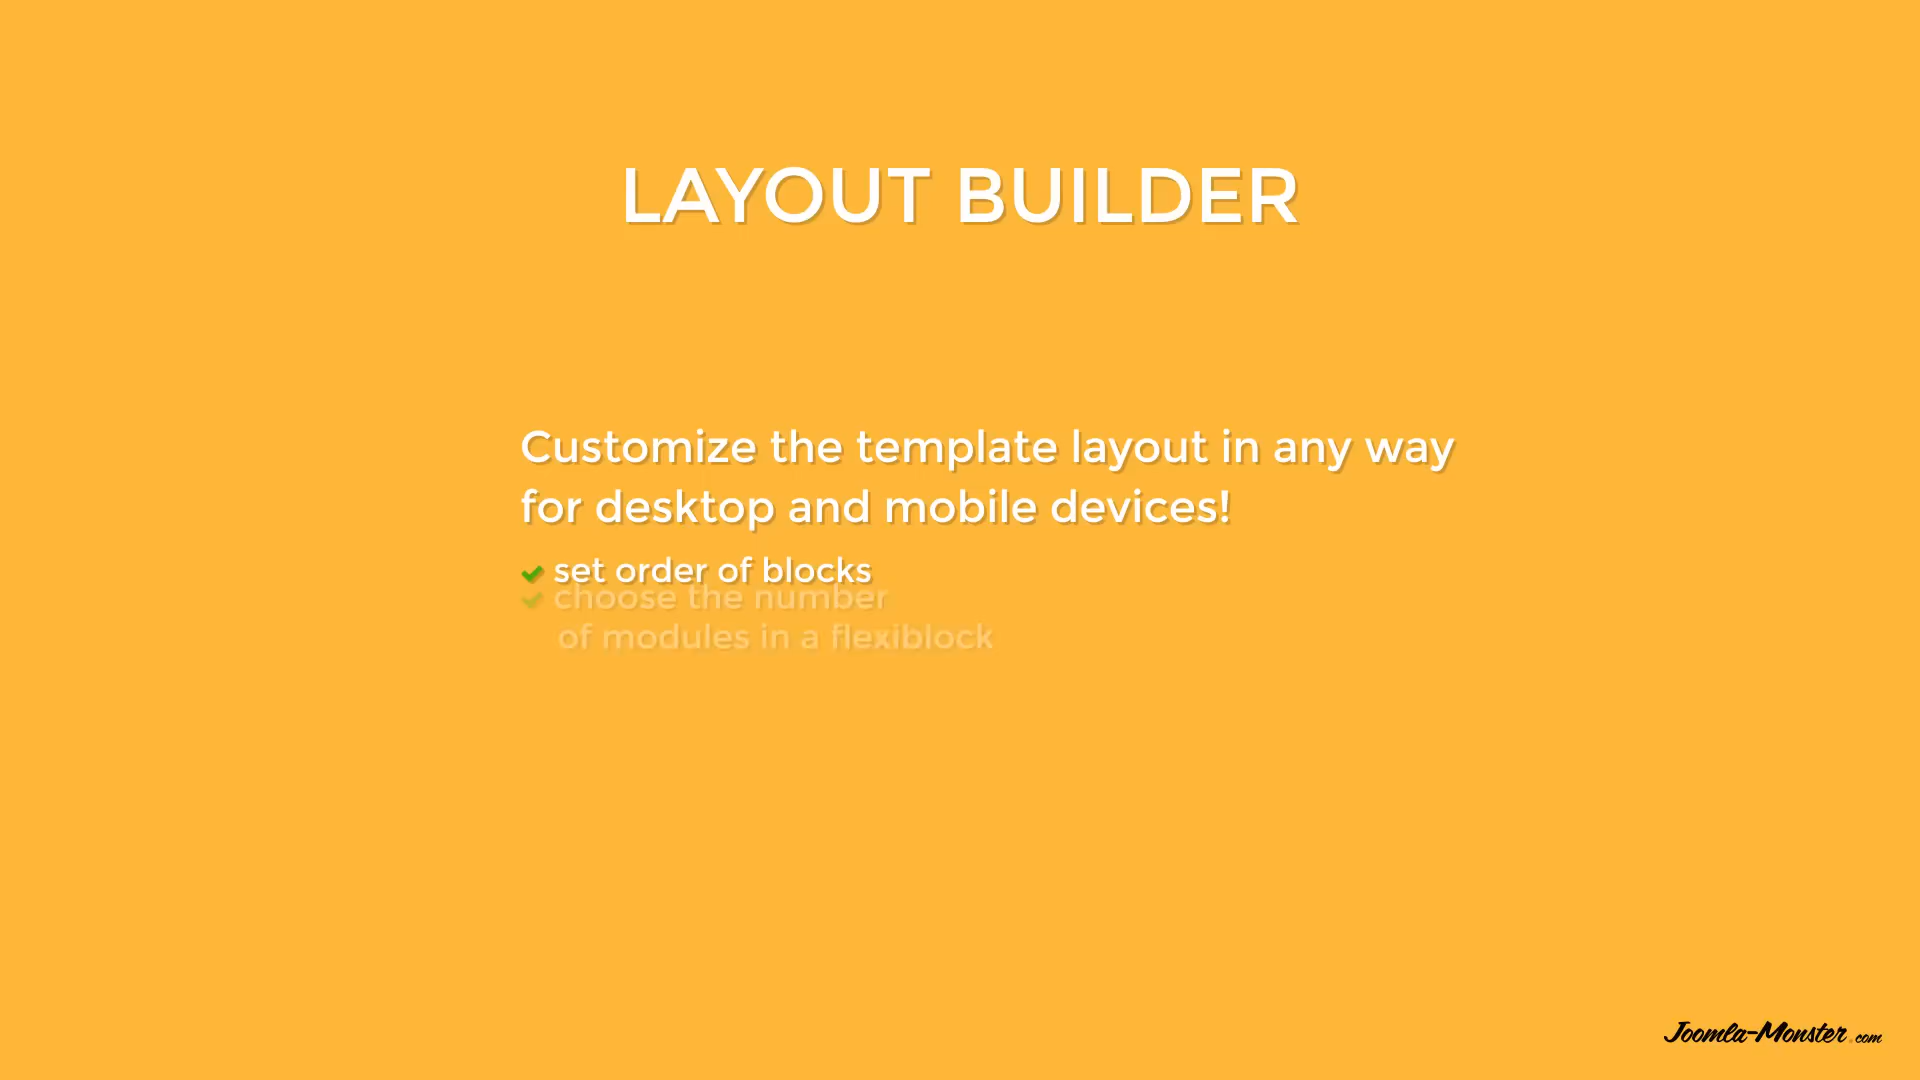 LAYOUT BUILDER
Customize the template layout in any way
for desktop and mobile devices!
set order of blocks
choose the number
of modules in a flexiblock
Joomla-Monster.com